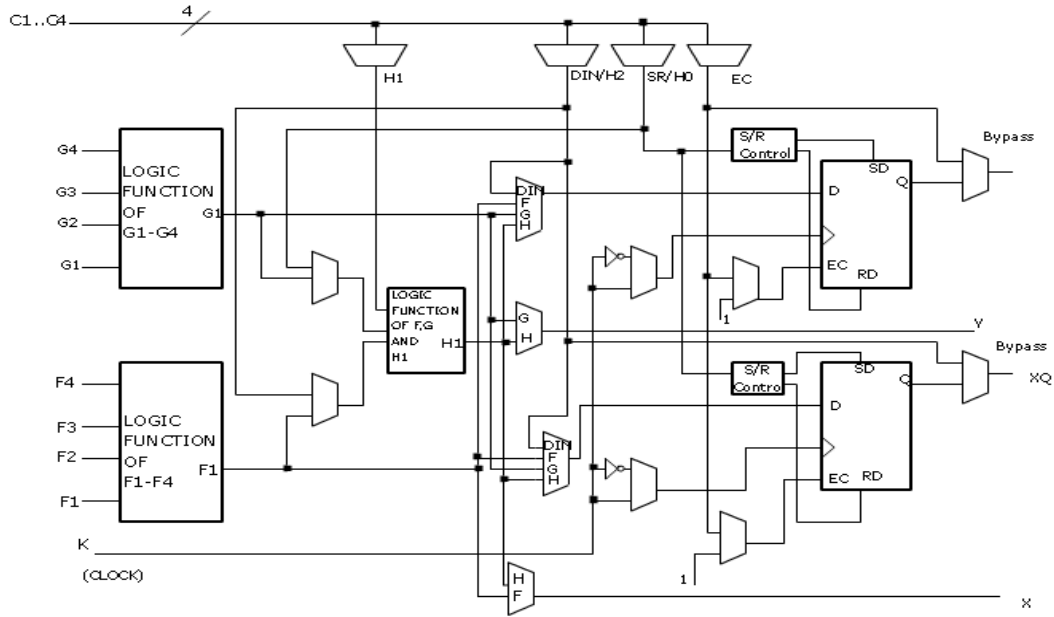 C1..C4
4
H1
DIN/H2
SR/H0
EC
G4
G3
G2
G1
LOGIC
FUNCTION
OF
G1-G4
G1
S/R
Control
SD
D
Q
EC
RD
1
Bypass
DIN
F
G
H
LOGIC
FUNCTION
OF F,G
AND
H1
H1
G
H
Y
F4
F3
F2
F1
LOGIC
FUNCTION
OF
F1-F4
F1
S/R
Control
SD
D
Q
EC
RD
1
Bypass
XQ
DIN
F
G
H
K
(CLOCK)
H
F
X